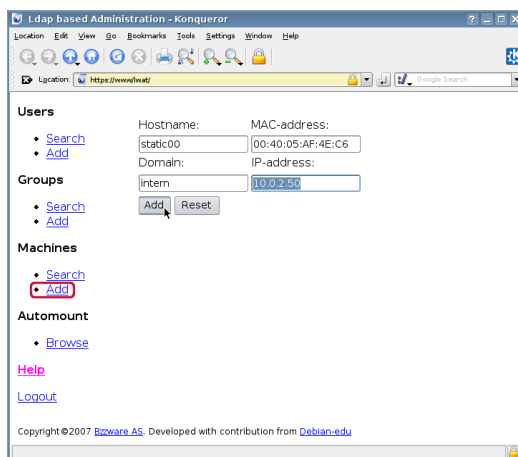 Ldap based Administration - Konqueror
Location Edit View Go Bookmarks Tools Settings Window Help
Location: https://www/lwat/ Google Search
Users
Search
Add
Groups
Search
Add
Machines
Search
Add
Automount
Browse
Help
Logout
Hostname: MAC-address:
static00 00:40:05:AF:4E:C6
Domain: IP-address:
intern 10.0.2.50
Add Reset
Copyright ©2007 Bzzware AS. Developed with contribution from Debian-edu